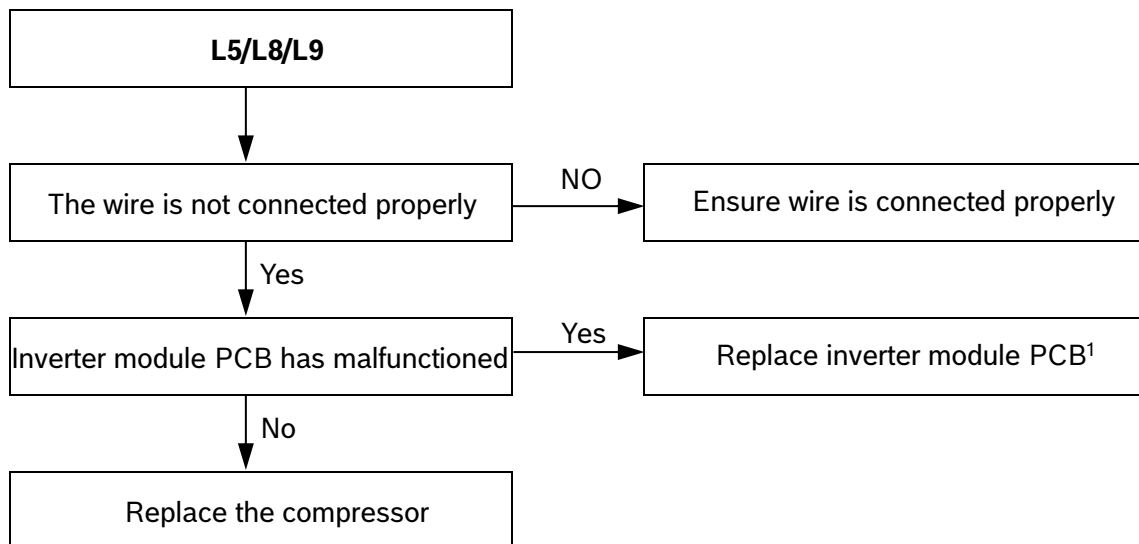 L5/L8/L9
The wire is not connected properly
NO
Ensure wire is connected properly
Yes
Inverter module PCB has malfunctioned
Yes
Replace inverter module PCB¹
No
Replace the compressor